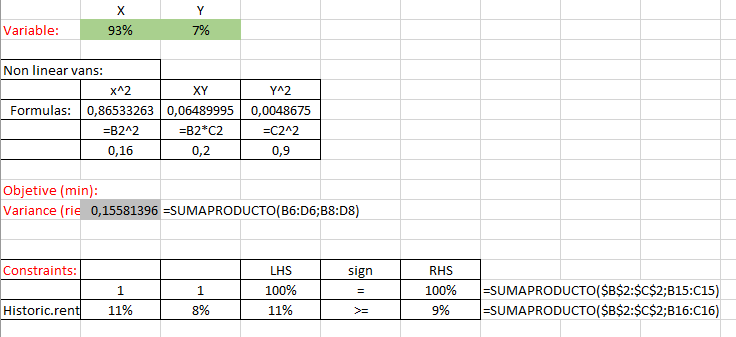 X Y
Variable: 93% 7%
Non linear vans:
x^2 XY Y^2
Formulas: 0,86533263 0,06489995 0,0048675
=B2^2 =B2*C2 =C2^2
0,16 0,2 0,9
Objetive (min):
Variance (rie 0,15581396 =SUMAPRODUCTO(B6:D6;B8:D8)
Constraints: LHS sign RHS
1 1 100% = 100% =SUMAPRODUCTO($B$2:$C$2;B15:C15)
Historic.rent 11% 8% 11% >= 9% =SUMAPRODUCTO($B$2:$C$2;B16:C16)